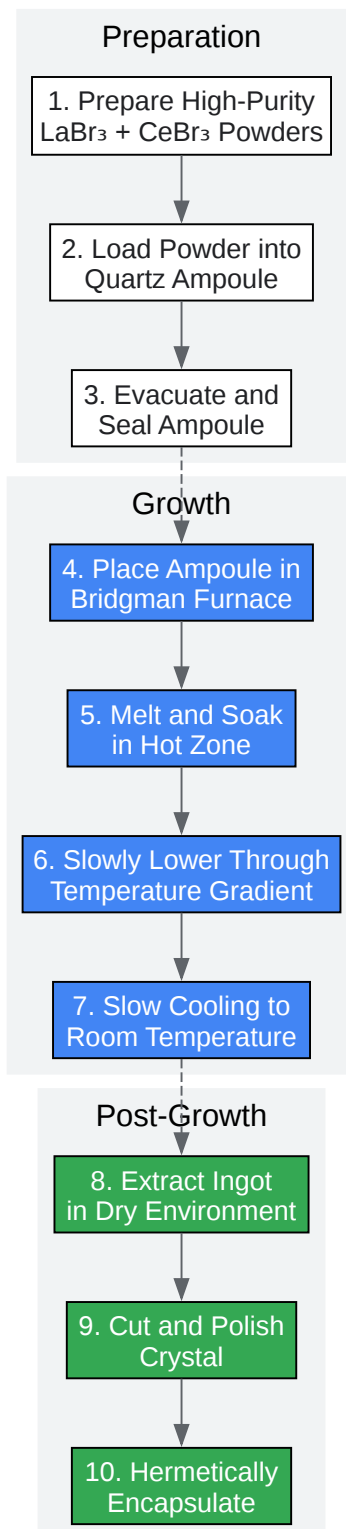 Preparation
1. Prepare High-Purity
LaBr₃ + CeBr₃ Powders
2. Load Powder into
Quartz Ampoule
3. Evacuate and
Seal Ampoule
Growth
4. Place Ampoule in
Bridgman Furnace
5. Melt and Soak
in Hot Zone
6. Slowly Lower Through
Temperature Gradient
7. Slow Cooling to
Room Temperature
Post-Growth
8. Extract Ingot
in Dry Environment
9. Cut and Polish
Crystal
10. Hermetically
Encapsulate